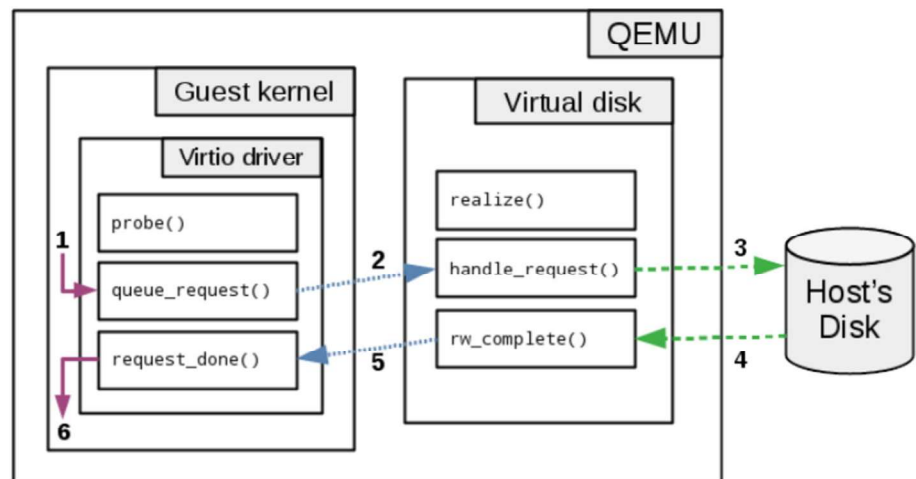 QEMU
Guest kernel
Virtual disk
Virtio driver
realize()
probe()
1
2
3
queue_request()
handle_request()
Host's
Disk
request_done()
rw_complete()
5
4
6